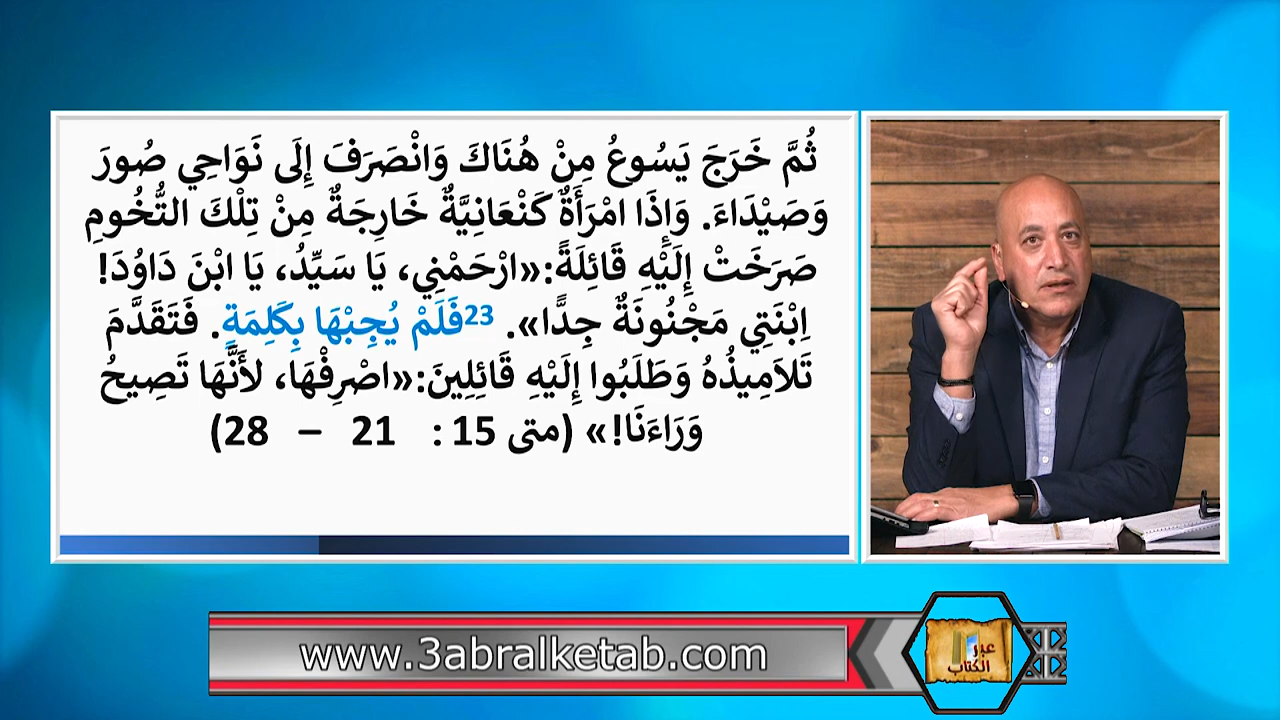 ثُمَّ خَرَجَ يَسُوعُ مِنْ هُنَاكَ وَانْصَرَفَ إِلَى نَوَاحِي صُورَ
وَصَيْدَاءَ. وَإِذَا امْرَأَةٌ كَنْعَانِيَّةٌ خَارِجَةٌ مِنْ تِلْكَ التُّخُومِ
صَرَخَتْ إِلَيْهِ قَائِلَةً:«ارْحَمْنِي، يَا سَيِّدُ، يَا ابْنَ دَاوُدَ!
اِبْنَتِي مَجْنُونَةٌ جِدًّا». 23فَلَمْ يُجِبْهَا بِكَلِمَةٍ. فَتَقَدَّمَ
تَلاَمِيذُهُ وَطَلَبُوا إِلَيْهِ قَائِلِينَ:«اصْرِفْهَا، لأَنَّهَا تَصِيحُ
وَرَاءَنَا!» (متى 15 : 21 – 28)
www.3abralketab.com
عبر
الكتاب